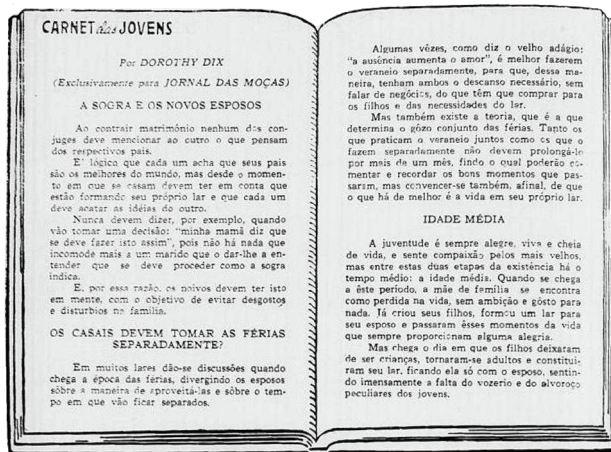 CARNET das JOVENS
Por DOROTHY DIX
(Exclusivamente para JORNAL DAS MOÇAS)
A SOGRA E OS NOVOS ESPOSOS
Ao contrair matrimónio nenhum dos con-
juges deve mencionar ao outro o que pensam
dos respectivos pais.
E' lógico que cada um acha que seus pais
são os melhores do mundo, mas desde o momen-
to em que se casam devem ter em conta que
estão formando seu próprio lar e que cada um
deve acatar as idéias do outro.
Nunca devem dizer, por exemplo, quando
vão tomar uma decisão: "minha mamã diz que
se deve fazer isto assim", pois não há nada que
incomode mais a um marido que o dar-lhe a en-
tender que se deve proceder como a sogra
indica.
E, por essa razão, os noivos devem ter isto
em mente, com o objetivo de evitar desgostos
e disturbios na família.
OS CASAIS DEVEM TOMAR AS FÉRIAS
SEPARADAMENTE?
Em muitos lares dão-se discussões quando
chega a época das férias, divergindo os esposos
sôbre a maneira de aproveitá-las e sôbre o tem-
po em que vão ficar separados.
Algumas vêzes, como diz o velho adágio:
"a ausência aumenta o amor", é melhor fazerem
o veraneio separadamente, para que, dessa ma-
neira, tenham ambos o descanso necessário, sem
falar de negócios, do que têm que comprar para
os filhos e das necessidades do lar.
Mas também existe a teoria, que é a que
determina o gôzo conjunto das férias. Tanto os
que praticam o veraneio juntos como os que o
fazem separadamente não devem prolongá-lo
por mais de um mês, findo o qual poderão co-
mentar e recordar os bons momentos que pas-
saram, mas convencer-se também, afinal, de que
o que há de melhor é a vida em seu próprio lar.
IDADE MÉDIA
A juventude é sempre alegre, viva e cheia
de vida, e sente compaixão pelos mais velhos,
mas entre estas duas etapas da existência há o
tempo médio: a idade média. Quando se chega
a êste período, a mãe de família se encontra
como perdida na vida, sem ambição e gôsto para
nada. Já criou seus filhos, formou um lar para
seu esposo e passaram êsses momentos da vida
que sempre proporcionam alguma alegria.
Mas chega o dia em que os filhos deixaram
de ser crianças, tornaram-se adultos e constitui-
ram seu lar, ficando ela só com o esposo, sentin-
do imensamente a falta do vozerio e do alvoroço
peculiares dos jovens.